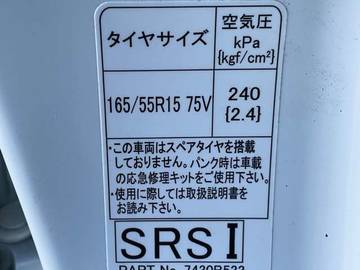 タイヤサイズ
空気圧
kPa
{kgf/cm²}
165/55R15 75V
240
{2.4}
・この車両はスペアタイヤを搭載
しておりません。パンク時は車載
の応急修理キットをご使用下さい。
・使用に際しては取扱説明書を
お読み下さい。
SRS I
PART No. 7430B533